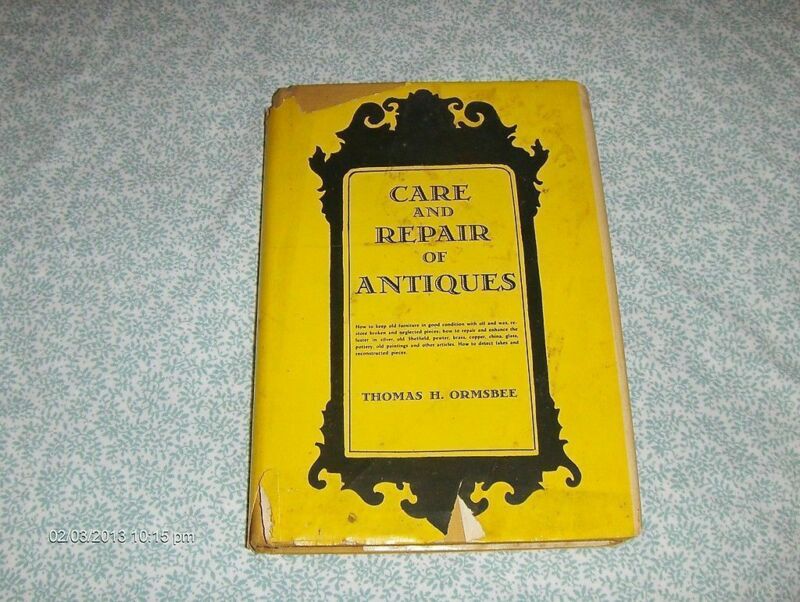 CARE
AND
REPAIR
OF
ANTIQUES
How to keep old furniture in good condition with oil and wax, re-
store broken and neglected pieces; how to repair and enhance the
luster in silver, old Sheffield, pewter, brass, copper, china, glass,
pottery, old paintings and other articles. How to detect fakes and
reconstructed pieces.
THOMAS H. ORMSBEE
02/03/2013 10:15 pm